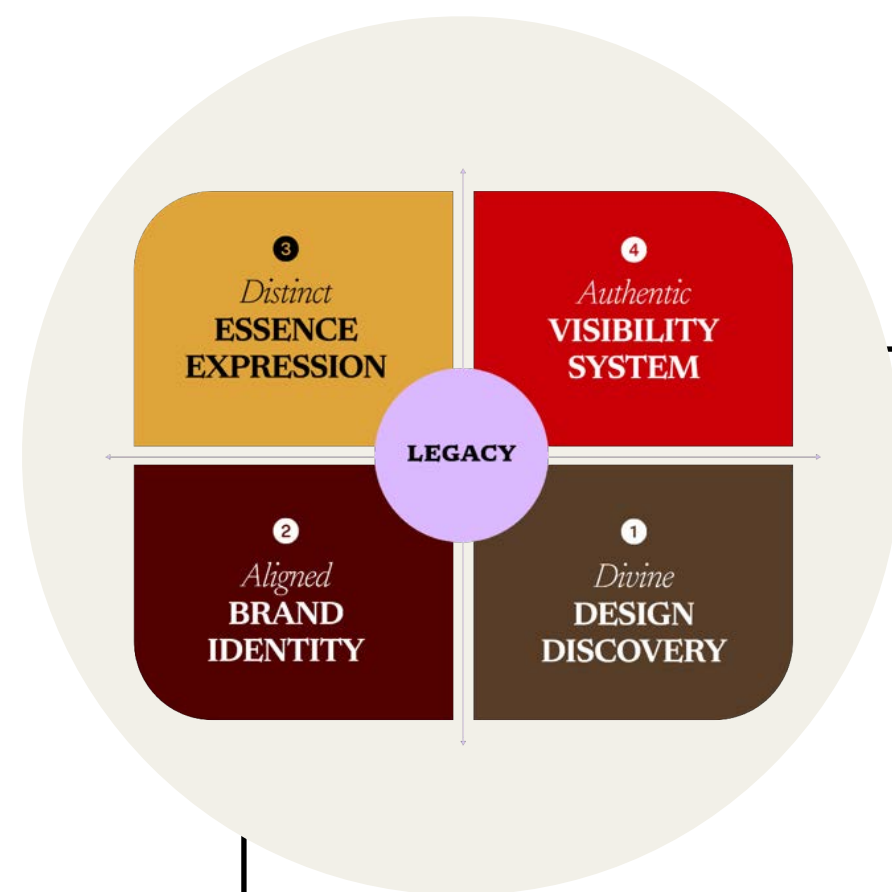 3
Distinct
ESSENCE
EXPRESSION
4
Authentic
VISIBILITY
SYSTEM
LEGACY
2
Aligned
BRAND
IDENTITY
1
Divine
DESIGN
DISCOVERY